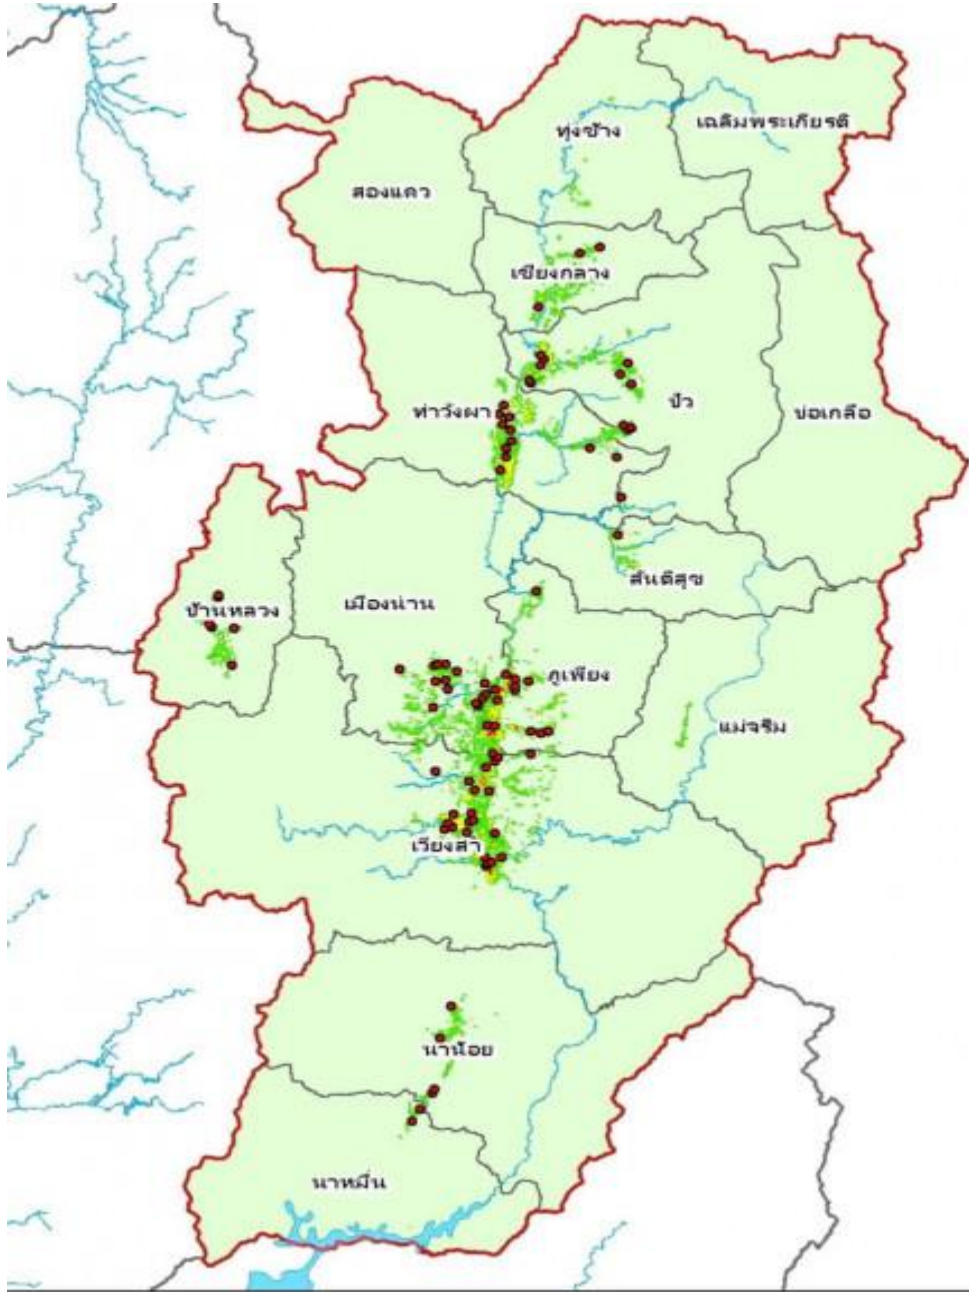 ทุ่งช้าง
เฉลิมพระเกียรติ
สองแคว
เชียงกลาง
ท่าวังผา
ปัว
บ่อเกลือ
สันติสุข
บ้านหลวง
เมืองน่าน
ภูเพียง
แม่จริม
เวียงสา
นาน้อย
นาหมื่น